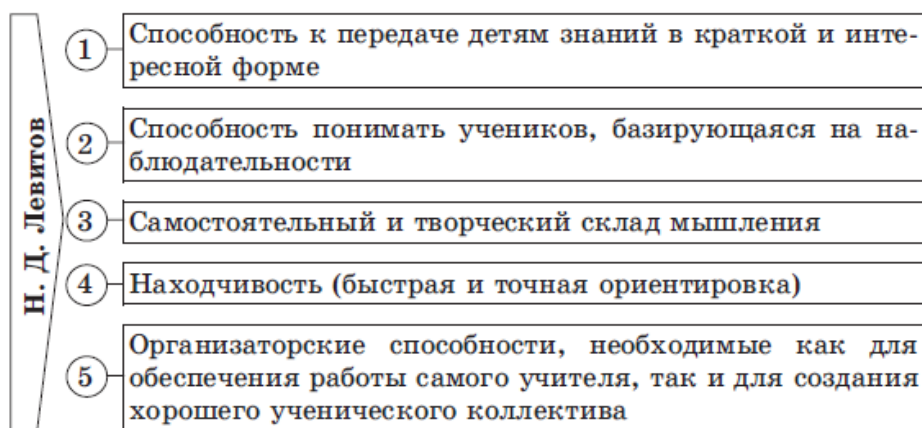 Н. Д. Левитов
1
Способность к передаче детям знаний в краткой и инте-
ресной форме
2
Способность понимать учеников, базирующаяся на на-
блюдательности
3
Самостоятельный и творческий склад мышления
4
Находчивость (быстрая и точная ориентировка)
5
Организаторские способности, необходимые как для
обеспечения работы самого учителя, так и для создания
хорошего ученического коллектива